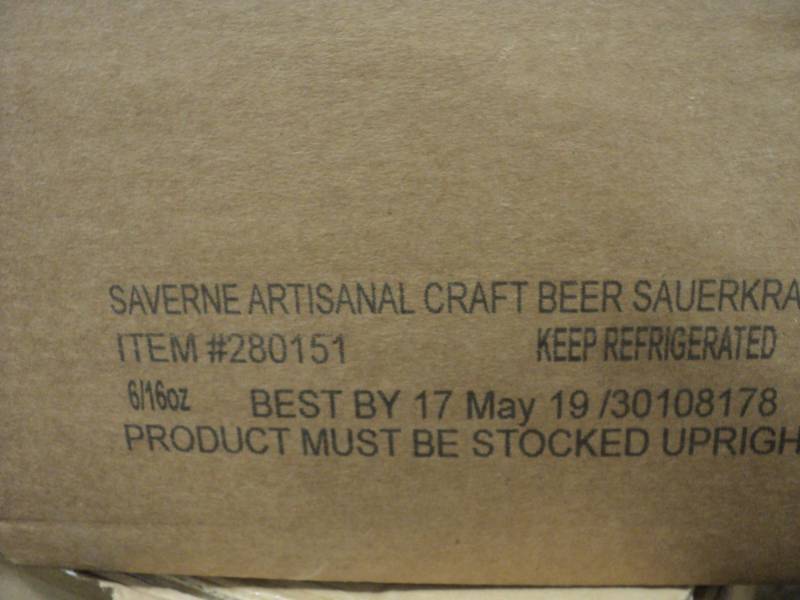 SAVERNE ARTISANAL CRAFT BEER SAUERKRA
ITEM #280151 KEEP REFRIGERATED
6/16oz BEST BY 17 May 19 /30108178
PRODUCT MUST BE STOCKED UPRIGH